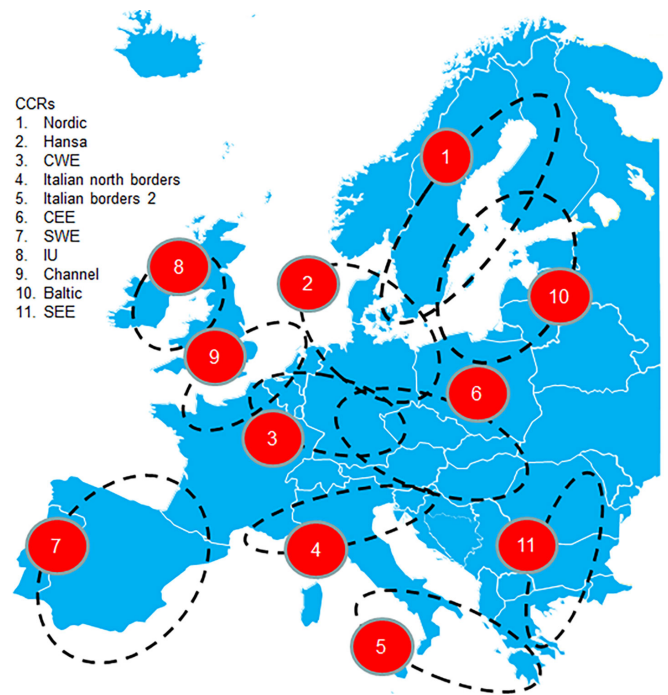 CCRs
1. Nordic
2. Hansa
3. CWE
4. Italian north borders
5. Italian borders 2
6. CEE
7. SWE
8. IU
9. Channel
10. Baltic
11. SEE
1
8
2
10
9
6
3
7
4
11
5